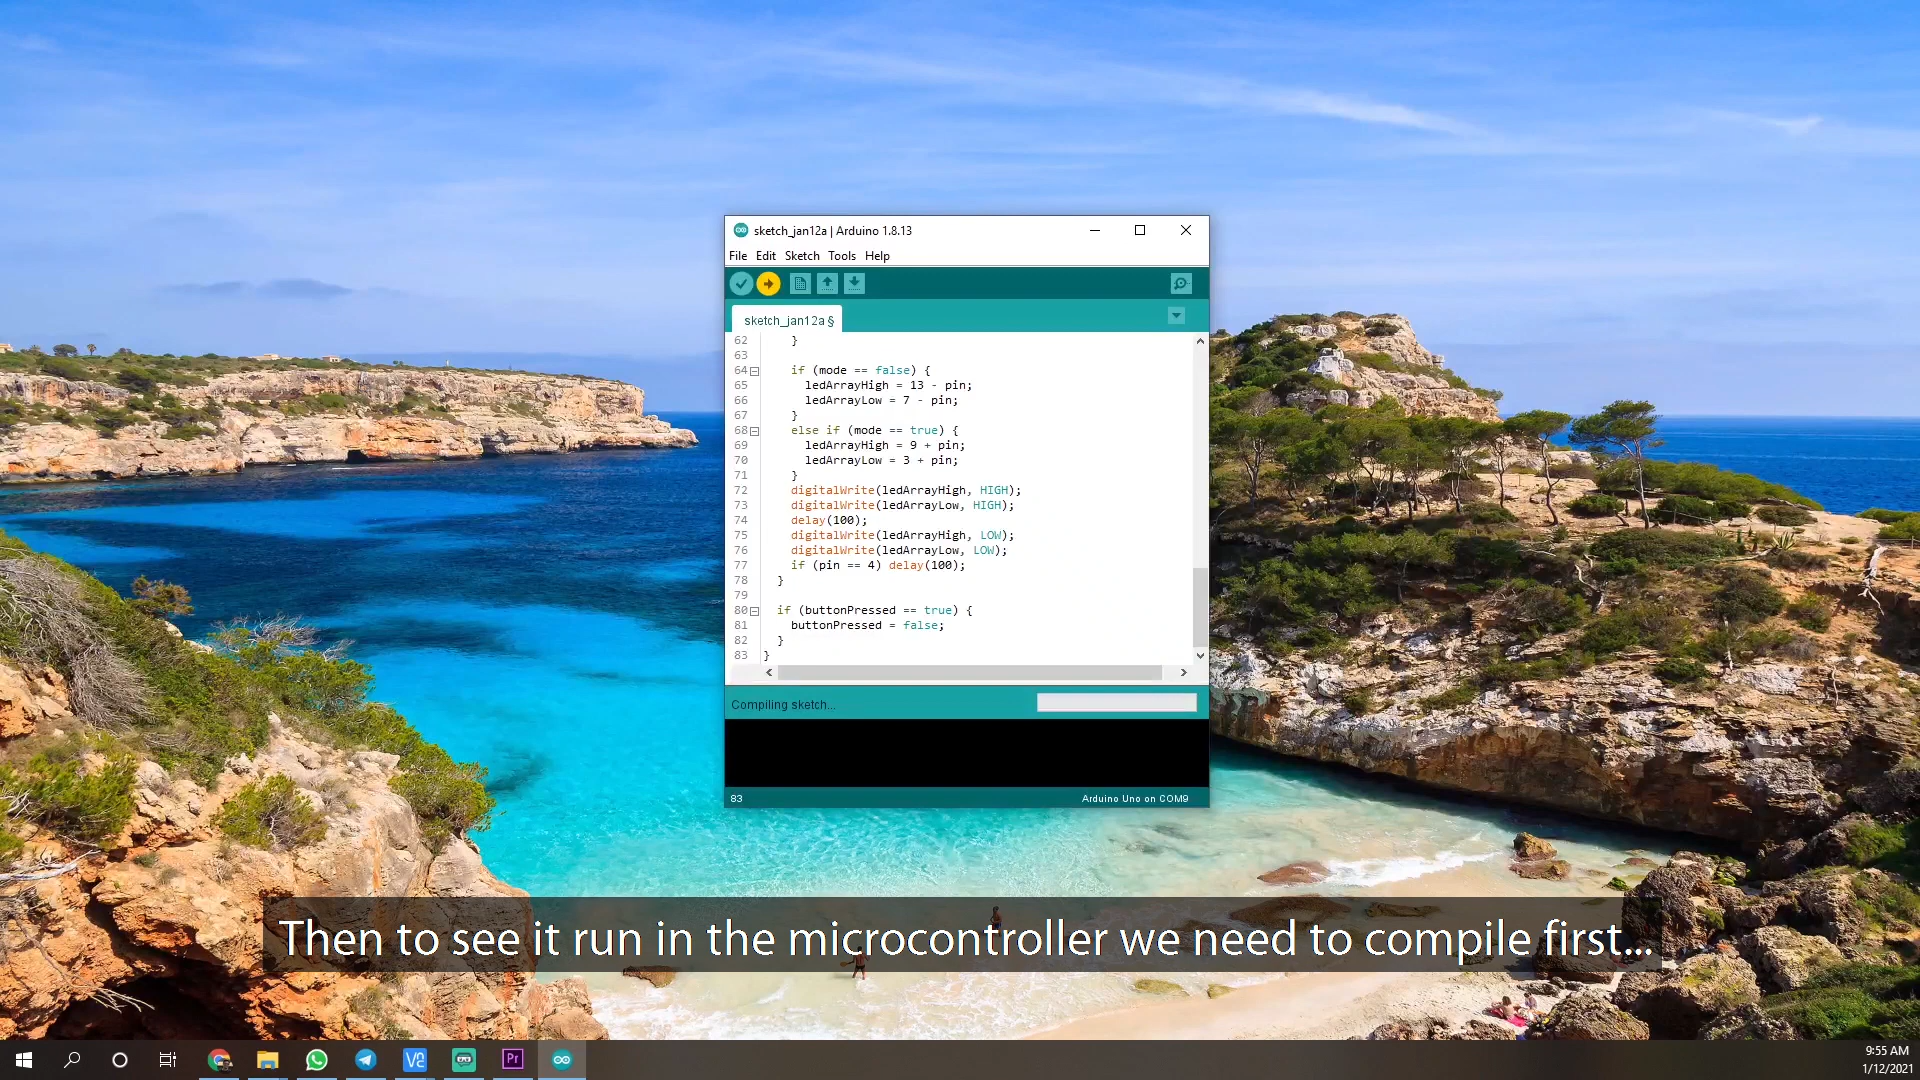 sketch_jan12a | Arduino 1.8.13
File Edit Sketch Tools Help
sketch_jan12a §
62 }
63
64 if (mode == false) {
65 ledArrayHigh = 13 - pin;
66 ledArrayLow = 7 - pin;
67 }
68 else if (mode == true) {
69 ledArrayHigh = 9 + pin;
70 ledArrayLow = 3 + pin;
71 }
72 digitalWrite(ledArrayHigh, HIGH);
73 digitalWrite(ledArrayLow, HIGH);
74 delay(100);
75 digitalWrite(ledArrayHigh, LOW);
76 digitalWrite(ledArrayLow, LOW);
77 if (pin == 4) delay(100);
78 }
79
80 if (buttonPressed == true) {
81 buttonPressed = false;
82 }
83 }
Compiling sketch...
83 Arduino Uno on COM9
Then to see it run in the microcontroller we need to compile first...
Pr
9:55 AM
1/12/2021